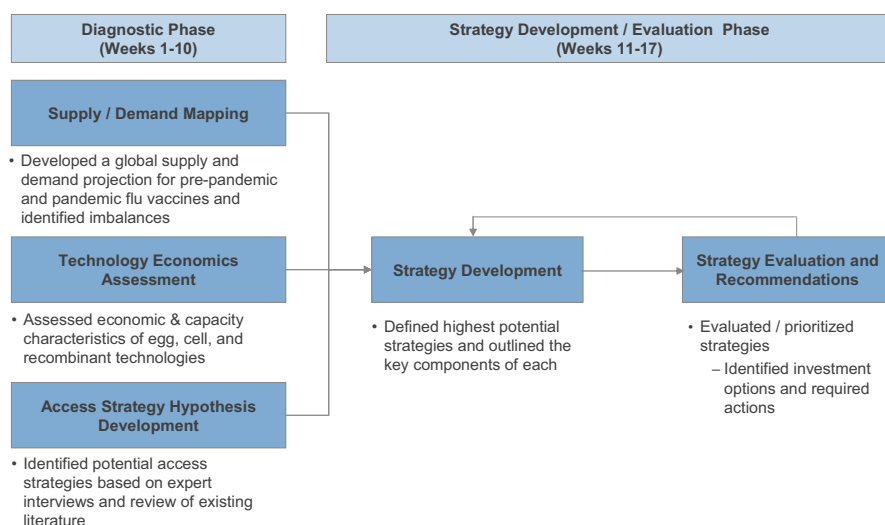 Diagnostic Phase
(Weeks 1-10)
Strategy Development / Evaluation  Phase
(Weeks 11-17)
Supply / Demand Mapping
• Developed a global supply and
demand projection for pre-pandemic
and pandemic flu vaccines and
identified imbalances
Technology Economics
Assessment
• Assessed economic & capacity
characteristics of egg, cell, and
recombinant technologies
Access Strategy Hypothesis
Development
• Identified potential access
strategies based on expert
interviews and review of existing
literature
Strategy Development
• Defined highest potential
strategies and outlined the
key components of each
Strategy Evaluation and
Recommendations
• Evaluated / prioritized
strategies
– Identified investment
options and required
actions